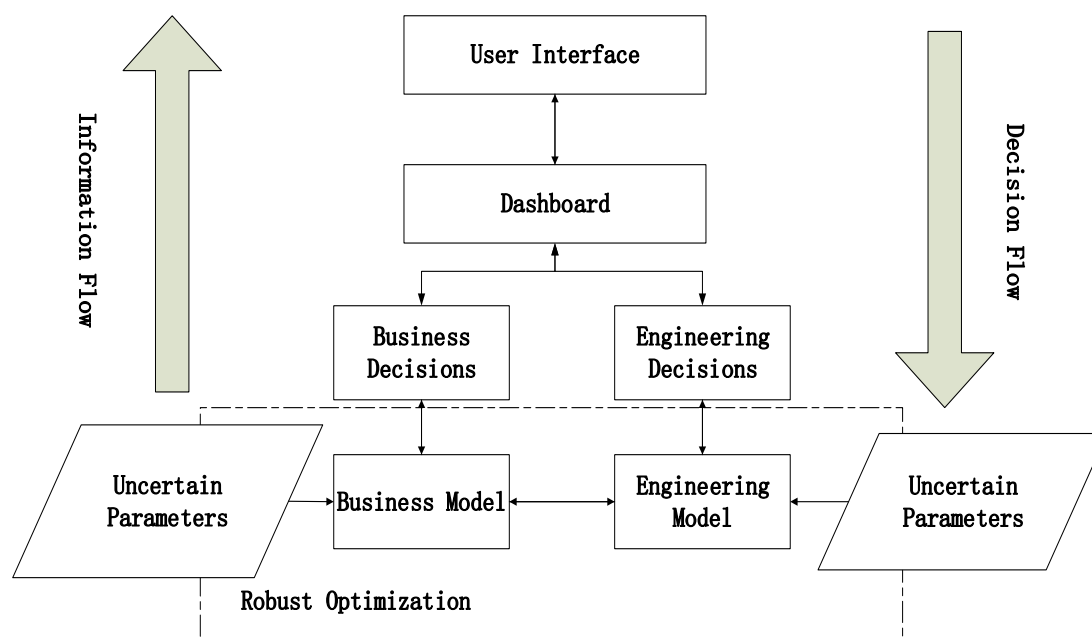 User Interface
Information Flow
Decision Flow
Dashboard
Business
Decisions
Engineering
Decisions
Uncertain
Parameters
Business Model
Engineering
Model
Uncertain
Parameters
Robust Optimization